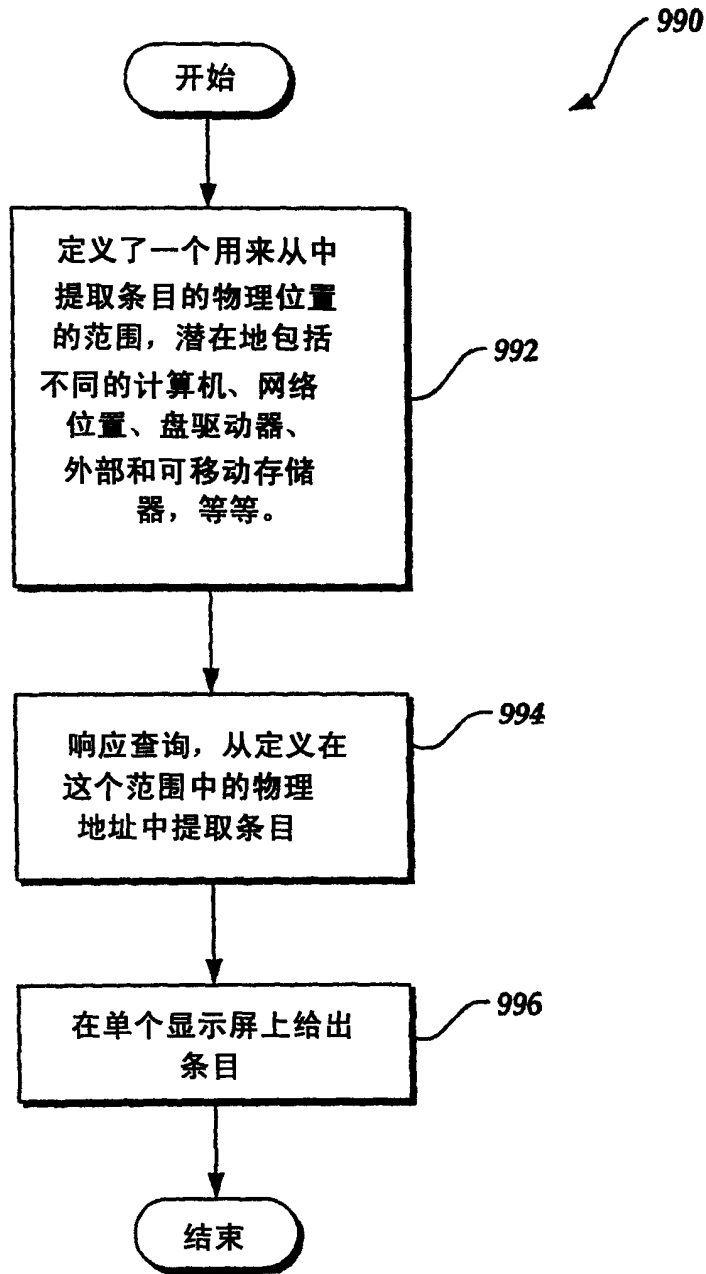 990
开始
定义了一个用来从中
提取条目的物理位置
的范围，潜在地包括
不同的计算机、网络
位置、盘驱动器、
外部和可移动存储
器，等等。
992
响应查询，从定义在
这个范围中的物理
地址中提取条目
994
在单个显示屏上给出
条目
996
结束